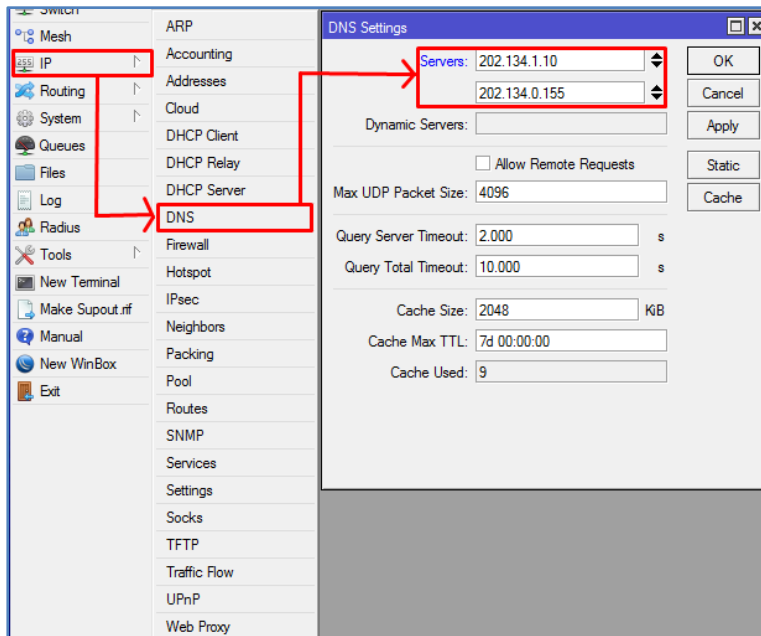 Switch
Mesh
IP
Routing
System
Queues
Files
Log
Radius
Tools
New Terminal
Make Supout.rif
Manual
New WinBox
Exit
ARP
Accounting
Addresses
Cloud
DHCP Client
DHCP Relay
DHCP Server
DNS
Firewall
Hotspot
IPsec
Neighbors
Packing
Pool
Routes
SNMP
Services
Settings
Socks
TFTP
Traffic Flow
UPnP
Web Proxy
DNS Settings
Servers: 202.134.1.10
202.134.0.155
Dynamic Servers:
Allow Remote Requests
Max UDP Packet Size: 4096
Query Server Timeout: 2.000 s
Query Total Timeout: 10.000 s
Cache Size: 2048 KiB
Cache Max TTL: 7d 00:00:00
Cache Used: 9
OK
Cancel
Apply
Static
Cache